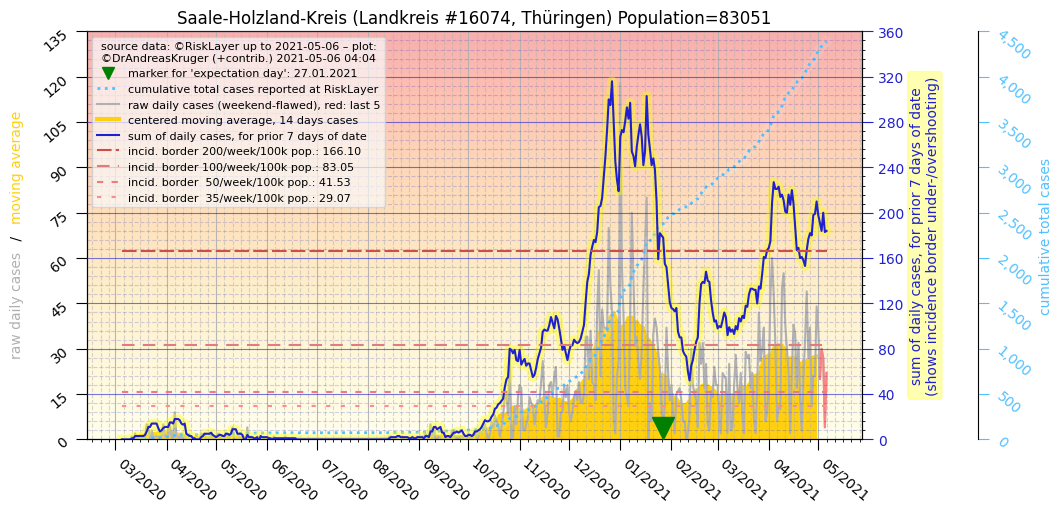 Saale-Holzland-Kreis (Landkreis #16074, Thüringen) Population=83051
source data: ©RiskLayer up to 2021-05-06 – plot:
©DrAndreasKruger (+contrib.) 2021-05-06 04:04
marker for 'expectation day': 27.01.2021
cumulative total cases reported at RiskLayer
raw daily cases (weekend-flawed), red: last 5
centered moving average, 14 days cases
sum of daily cases, for prior 7 days of date
incid. border 200/week/100k pop.: 166.10
incid. border 100/week/100k pop.: 83.05
incid. border 50/week/100k pop.: 41.53
incid. border 35/week/100k pop.: 29.07
raw daily cases / moving average
135
120
105
90
75
60
45
30
15
0
03/2020
04/2020
05/2020
06/2020
07/2020
08/2020
09/2020
10/2020
11/2020
12/2020
01/2021
02/2021
03/2021
04/2021
05/2021
360
320
280
240
200
160
120
80
40
0
sum of daily cases, for prior 7 days of date
(shows incidence border under-/overshooting)
4,500
4,000
3,500
3,000
2,500
2,000
1,500
1,000
500
0
cumulative total cases